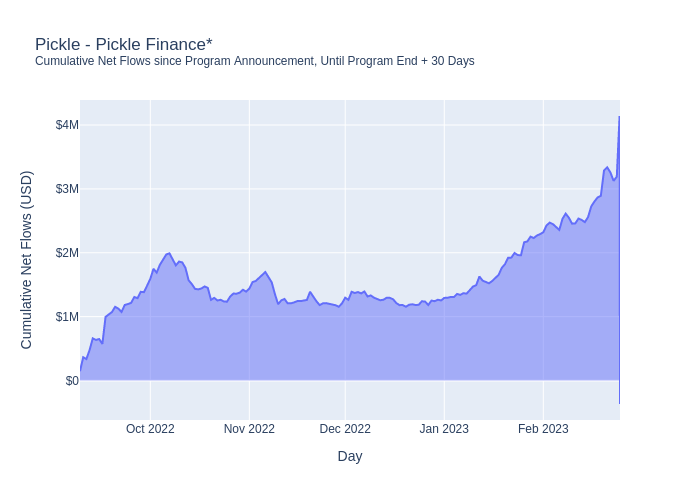 Pickle - Pickle Finance*
Cumulative Net Flows since Program Announcement, Until Program End + 30 Days
Cumulative Net Flows (USD)
$4M
$3M
$2M
$1M
$0
Oct 2022
Nov 2022
Dec 2022
Jan 2023
Feb 2023
Day